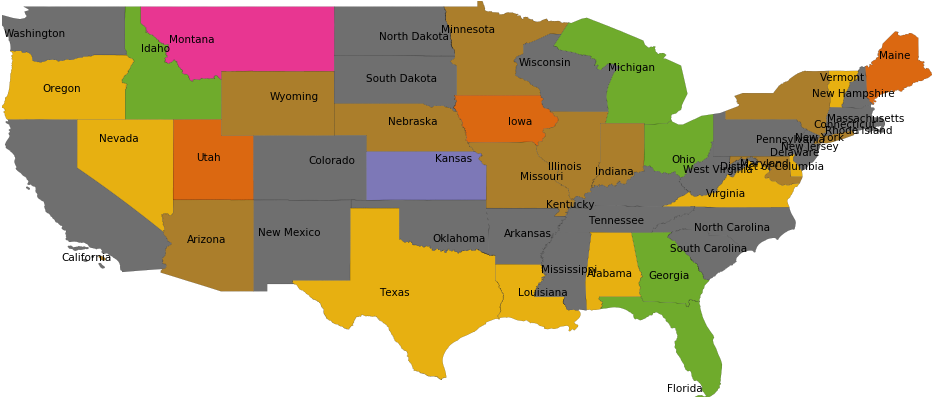 Washington
Idaho
Montana
North Dakota
Minnesota
Wisconsin
Michigan
Maine
Vermont
New Hampshire
Oregon
Wyoming
South Dakota
Nebraska
Iowa
Massachusetts
Connecticut
Rhode Island
New York
Pennsylvania
New Jersey
Nevada
Utah
Colorado
Kansas
Missouri
Illinois
Indiana
Ohio
West Virginia
Maryland
Delaware
District of Columbia
Virginia
Kentucky
California
Arizona
New Mexico
Oklahoma
Arkansas
Tennessee
North Carolina
South Carolina
Texas
Louisiana
Mississippi
Alabama
Georgia
Florida